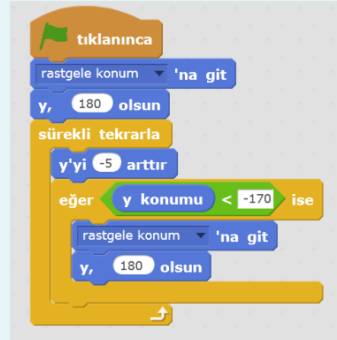 tıklanınca
rastgele konum 'na git
y, 180 olsun
sürekli tekrarla
y'yi -5 arttır
eğer y konumu < -170 ise
rastgele konum 'na git
y, 180 olsun